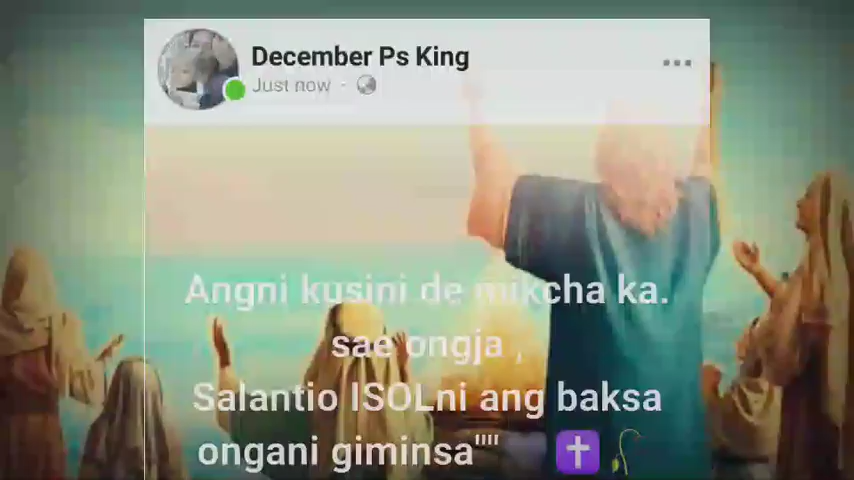 December Ps King
Just now ·
Angni kusini de mikcha ka.
sae ongja ,
Salantio ISOLni ang baksa
ongani giminsa"" ✝️